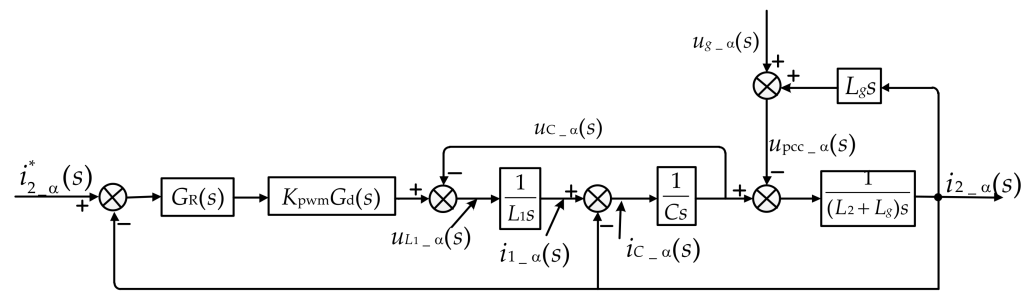 u_{g_α}(s)
+
+
L_g s
u_{C_α}(s)
u_{pcc_α}(s)
i^*_{2_α}(s)
+
−
G_R(s)
K_{pwm}G_d(s)
+
−
1/(L_1 s)
+
−
1/(Cs)
+
−
1/((L_2+L_g)s)
i_{2_α}(s)
u_{L1_α}(s)
i_{1_α}(s)
i_{C_α}(s)